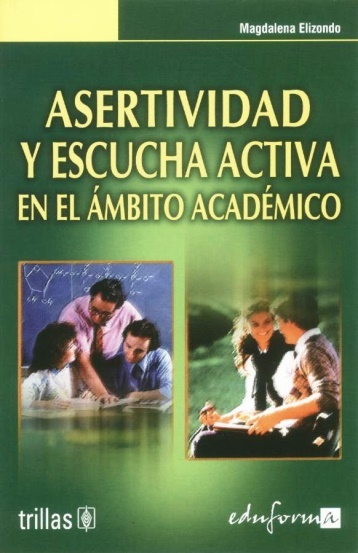 Magdalena Elizondo
ASERTIVIDAD
Y ESCUCHA ACTIVA
EN EL ÁMBITO ACADÉMICO
trillas
eduforma